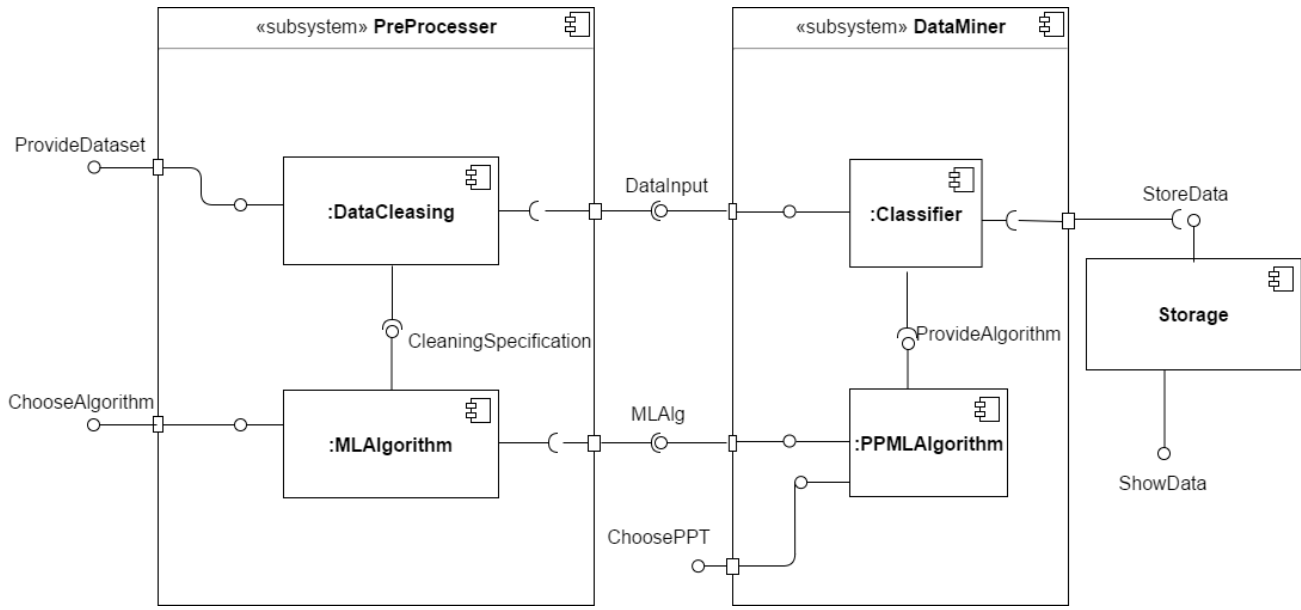 «subsystem» PreProcesser
«subsystem» DataMiner
ProvideDataset
DataInput
StoreData
:DataCleasing
:Classifier
Storage
CleaningSpecification
ProvideAlgorithm
ChooseAlgorithm
MLAlg
:MLAlgorithm
:PPMLAlgorithm
ShowData
ChoosePPT